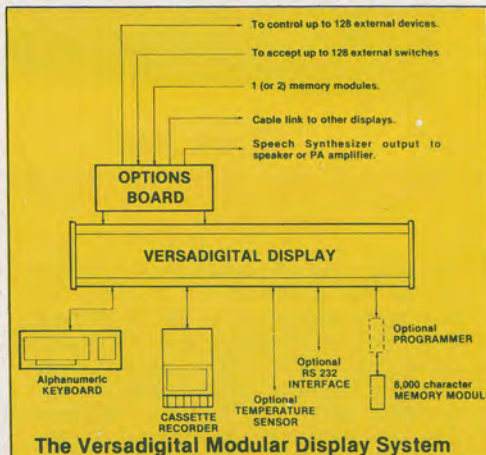 To control up to 128 external devices.
To accept up to 128 external switches
1 (or 2) memory modules.
Cable link to other displays.
Speech Synthesizer output to
speaker or PA amplifier.
OPTIONS
BOARD
VERSADIGITAL DISPLAY
Alphanumeric
KEYBOARD
CASSETTE
RECORDER
Optional
TEMPERATURE
SENSOR
Optional
RS 232
INTERFACE
Optional
PROGRAMMER
8,000 character
MEMORY MODUL
The Versadigital Modular Display System